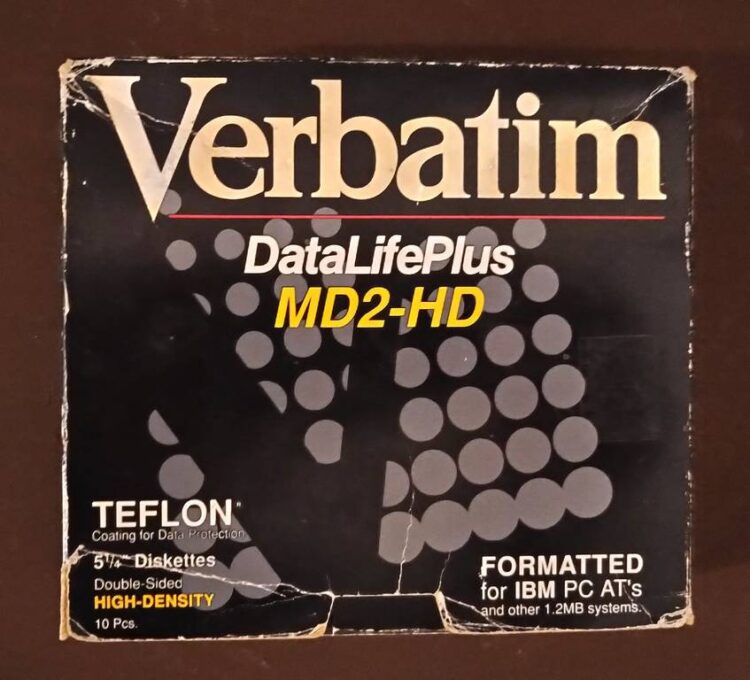 Verbatim
DataLifePlus
MD2-HD
TEFLON®
Coating for Data Protection
5¼" Diskettes
Double-Sided
HIGH-DENSITY
10 Pcs.
FORMATTED
for IBM PC AT's
and other 1.2MB systems.